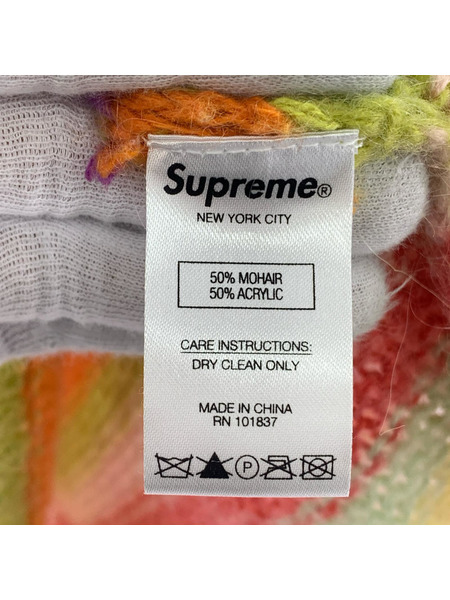 Supreme®
NEW YORK CITY
50% MOHAIR
50% ACRYLIC
CARE INSTRUCTIONS:
DRY CLEAN ONLY
MADE IN CHINA
RN 101837
P